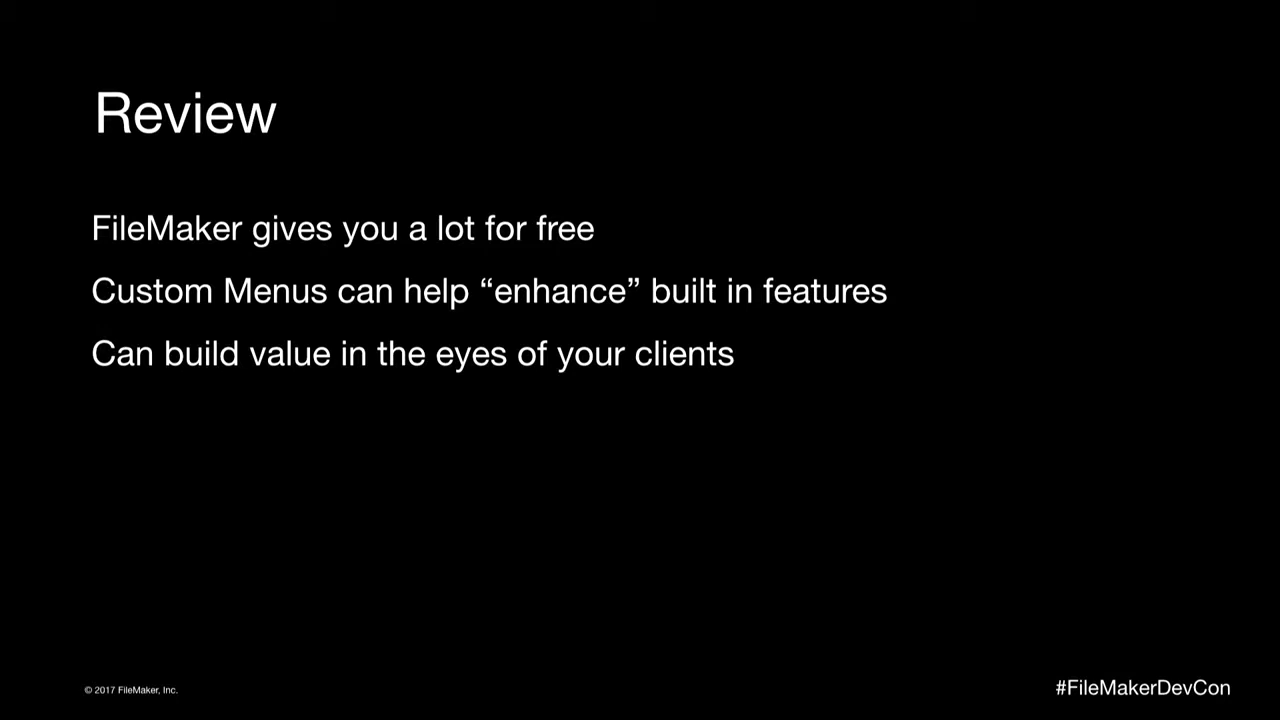 Review
FileMaker gives you a lot for free
Custom Menus can help “enhance” built in features
Can build value in the eyes of your clients
© 2017 FileMaker, Inc.
#FileMakerDevCon